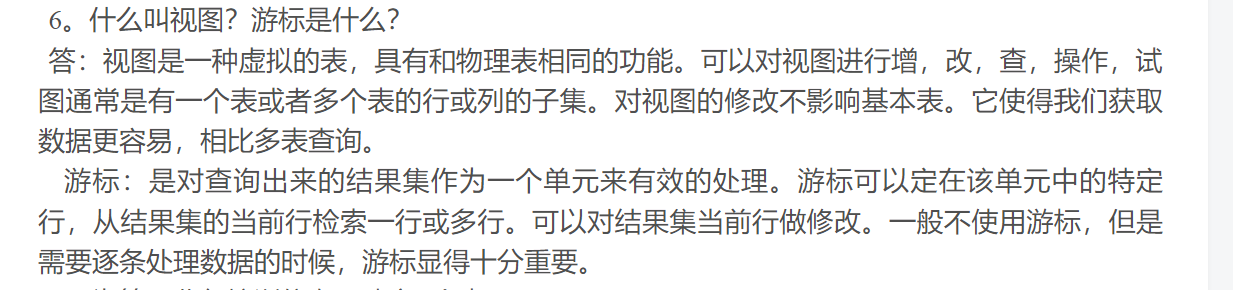 6。什么叫视图？游标是什么？
答：视图是一种虚拟的表，具有和物理表相同的功能。可以对视图进行增，改，查，操作，试
图通常是有一个表或者多个表的行或列的子集。对视图的修改不影响基本表。它使得我们获取
数据更容易，相比多表查询。
游标：是对查询出来的结果集作为一个单元来有效的处理。游标可以定在该单元中的特定
行，从结果集的当前行检索一行或多行。可以对结果集当前行做修改。一般不使用游标，但是
需要逐条处理数据的时候，游标显得十分重要。